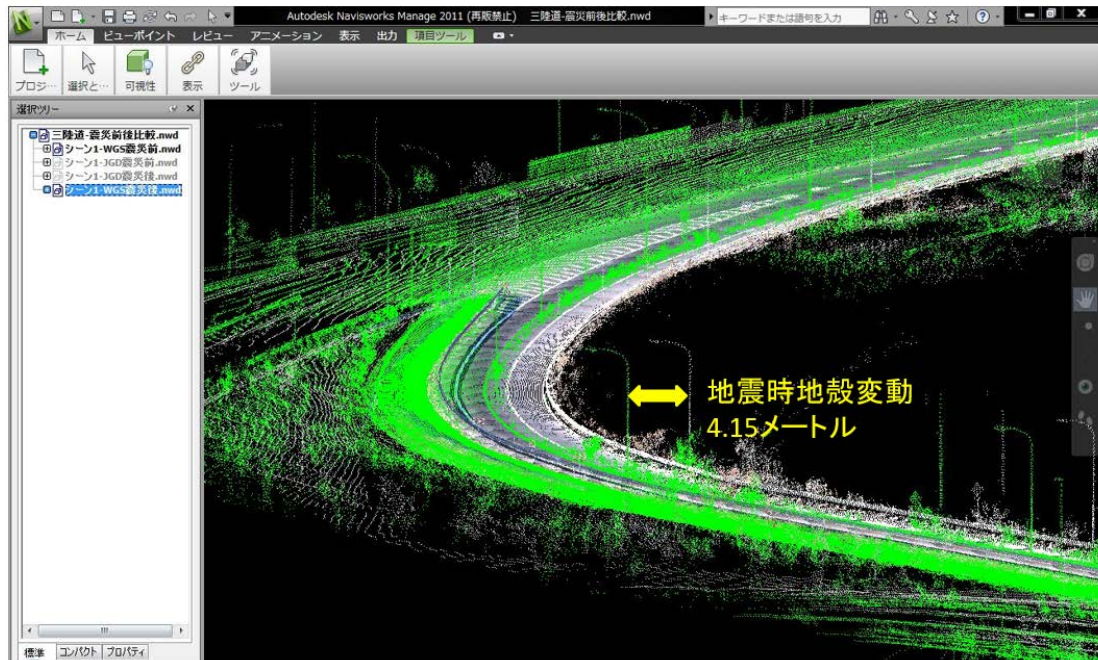 Autodesk Navisworks Manage 2011 (再販禁止) 三陸道-震災前後比較.nwd
キーワードまたは語句を入力
ホーム ビューポイント レビュー アニメーション 表示 出力 項目ツール
プロジ… 選択と… 可視性 表示 ツール
選択ツリー
三陸道-震災前後比較.nwd
シーン1-WGS震災前.nwd
シーン1-JGD震災前.nwd
シーン1-JGD震災後.nwd
シーン1-WGS震災後.nwd
地震時地殻変動
4.15メートル
標準 コンパクト プロパティ